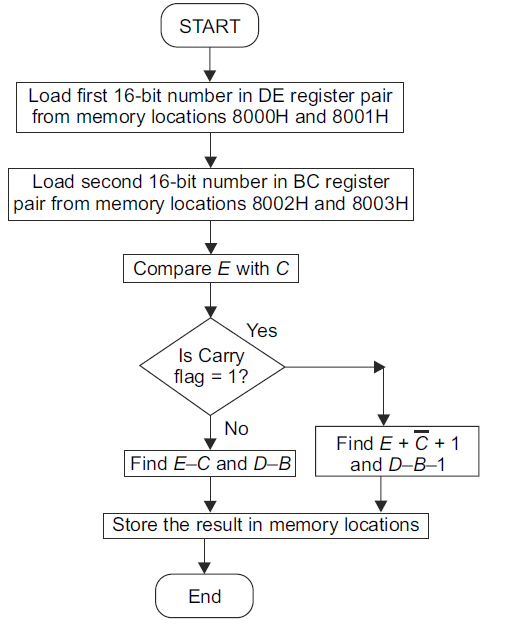 START
Load first 16-bit number in DE register pair
from memory locations 8000H and 8001H
Load second 16-bit number in BC register
pair from memory locations 8002H and 8003H
Compare E with C
Yes
Is Carry
flag = 1?
No
Find E–C and D–B
Find E + C̅ + 1
and D–B–1
Store the result in memory locations
End